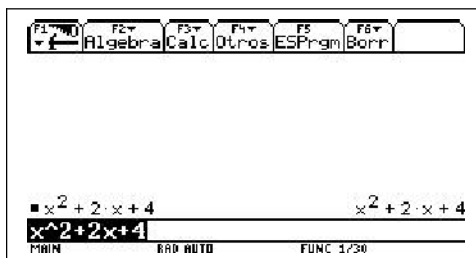 F1 F2 F3 F4 F5 F6
Algebra Calc Otros ESPrgm Borr
■ x² + 2·x + 4 x² + 2·x + 4
x^2+2x+4
MAIN RAD AUTO FUNC 1/30